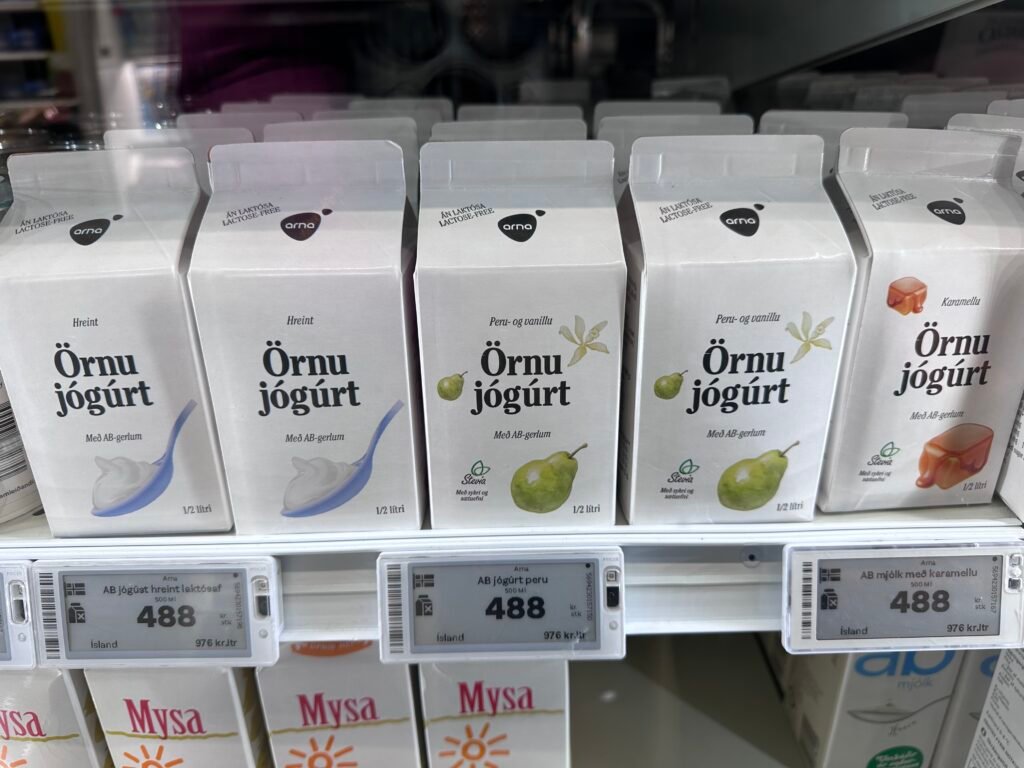 ÁN LAKTÓSA
LACTOSE-FREE
arna
Hreint
Örnu
jógúrt
Með AB-gerlum
1/2 lítri
ÁN LAKTÓSA
LACTOSE-FREE
arna
Hreint
Örnu
jógúrt
Með AB-gerlum
1/2 lítri
ÁN LAKTÓSA
LACTOSE-FREE
arna
Peru- og vanillu
Örnu
jógúrt
Með AB-gerlum
Stevia
Með sykri og
sætuefni
1/2 lítri
ÁN LAKTÓSA
LACTOSE-FREE
arna
Peru- og vanillu
Örnu
jógúrt
Með AB-gerlum
Stevia
Með sykri og
sætuefni
1/2 lítri
ÁN LAKTÓSA
LACTOSE-FREE
arna
Karamellu
Örnu
jógúrt
Með AB-gerlum
Stevia
Með sykri og
sætuefni
1/2 lítri
Arna
AB jógúst hreint laktósaf
500 Ml
488
kr.
stk
Ísland
976 kr.ltr
Arna
AB jógúrt peru
500 Ml
488
kr.
stk
Ísland
976 kr.ltr
Arna
AB mjólk með karamellu
500 Ml
488
kr.
stk
Ísland
976 kr.ltr
Mysa
Mysa
Mysa
ab
mjólk